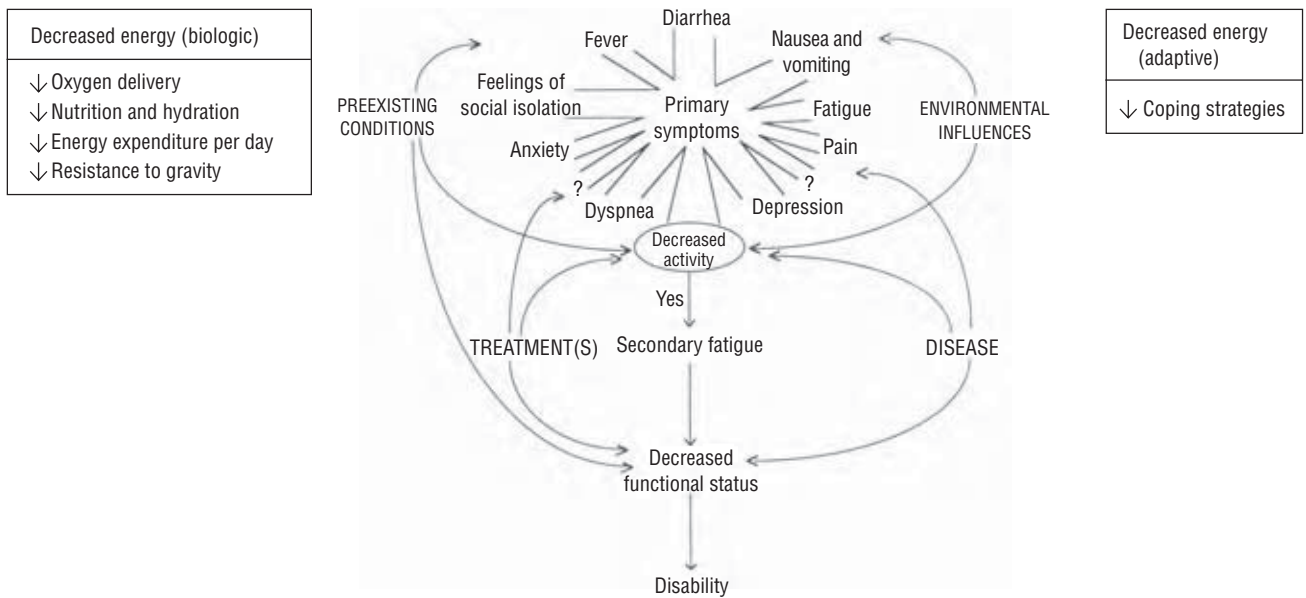 Decreased energy (biologic)
↓ Oxygen delivery
↓ Nutrition and hydration
↓ Energy expenditure per day
↓ Resistance to gravity
Diarrhea
Fever
Nausea and
vomiting
Feelings of
social isolation
Primary
symptoms
Fatigue
PREEXISTING
CONDITIONS
ENVIRONMENTAL
INFLUENCES
Anxiety
Pain
?
?
Dyspnea
Depression
Decreased
activity
Yes
TREATMENT(S)
Secondary fatigue
DISEASE
Decreased
functional status
Disability
Decreased energy
(adaptive)
↓ Coping strategies